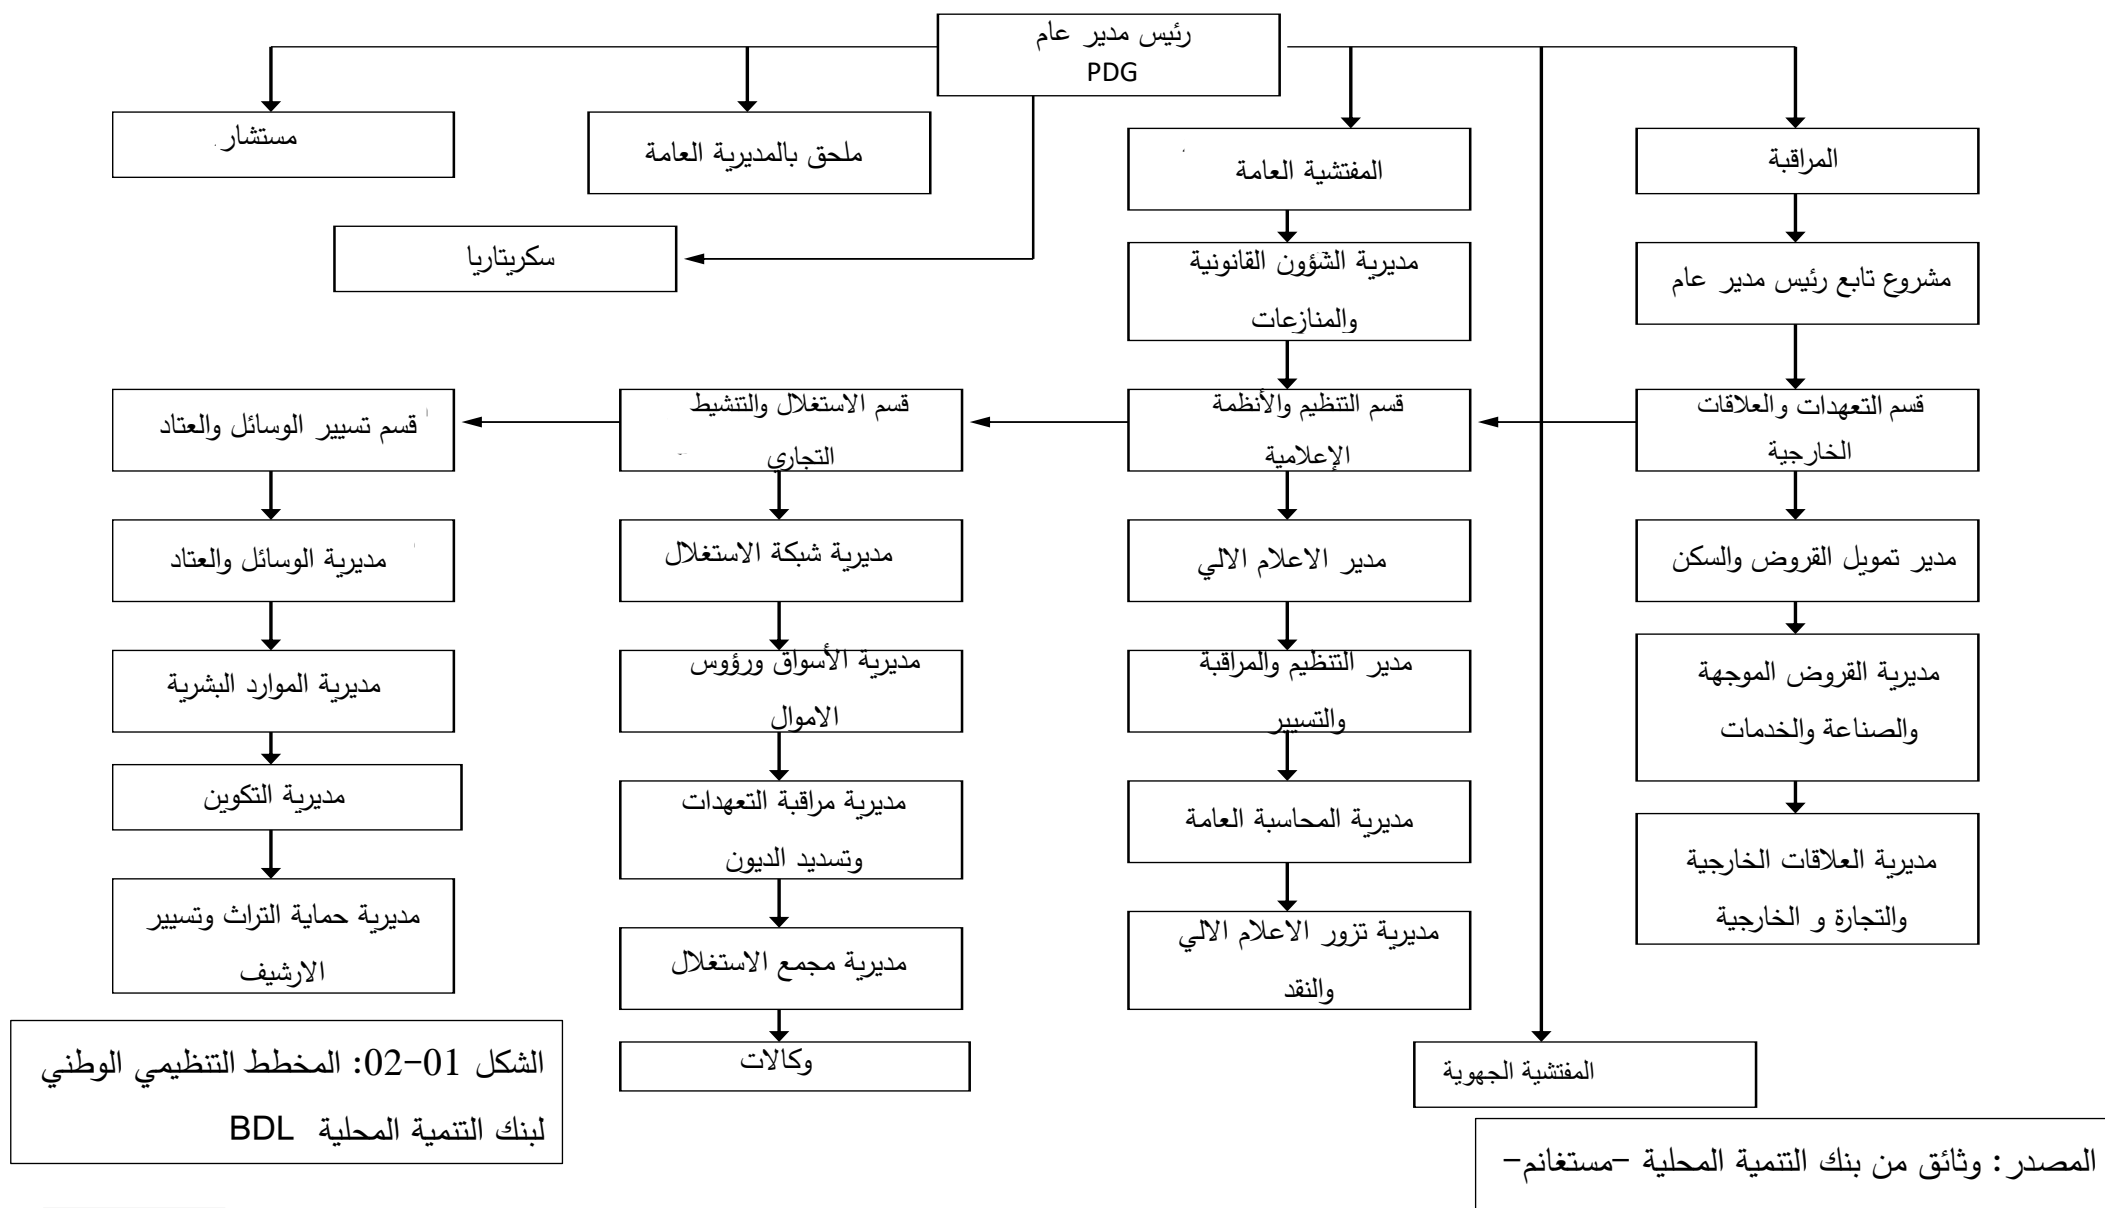 رئيس مدير عام
PDG
المراقبة
المفتشية العامة
ملحق بالمديرية العامة
مستشار
سكريتاريا
مشروع تابع رئيس مدير عام
مديرية الشؤون القانونية
والمنازعات
قسم التعهدات والعلاقات
الخارجية
قسم التنظيم والأنظمة
الإعلامية
قسم الاستغلال والتنشيط
التجاري
قسم تسيير الوسائل والعتاد
مدير تمويل القروض والسكن
مدير الاعلام الالي
مديرية شبكة الاستغلال
مديرية الوسائل والعتاد
مديرية القروض الموجهة
والصناعة والخدمات
مدير التنظيم والمراقبة
والتسيير
مديرية الأسواق ورؤوس
الاموال
مديرية الموارد البشرية
مديرية العلاقات الخارجية
والتجارة و الخارجية
مديرية المحاسبة العامة
مديرية مراقبة التعهدات
وتسديد الديون
مديرية التكوين
مديرية تزور الاعلام الالي
والنقد
مديرية مجمع الاستغلال
مديرية حماية التراث وتسيير
الارشيف
المفتشية الجهوية
وكالات
الشكل 01-02: المخطط التنظيمي الوطني
لبنك التنمية المحلية BDL
المصدر: وثائق من بنك التنمية المحلية -مستغانم-